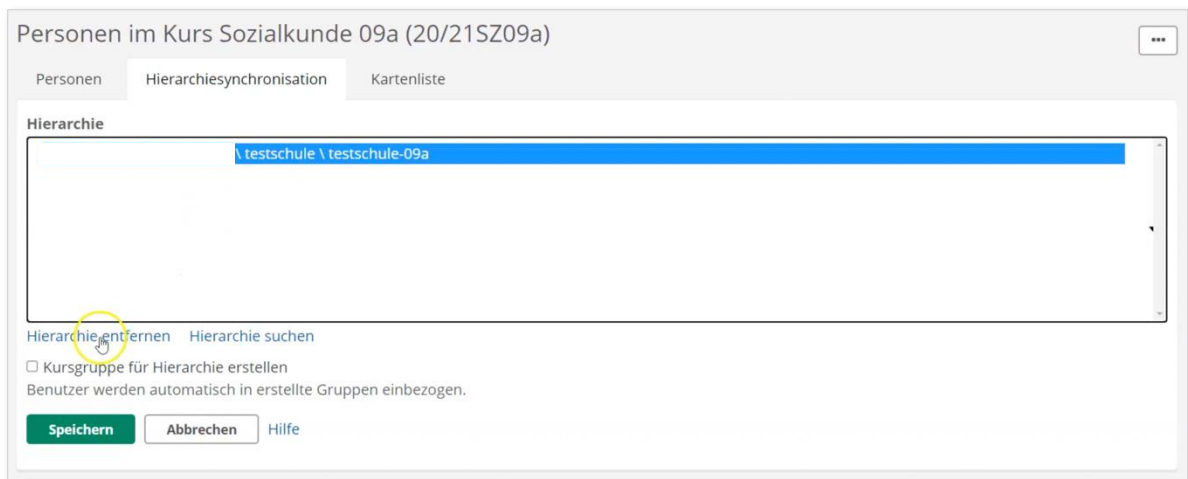 Personen im Kurs Sozialkunde 09a (20/21SZ09a)
Personen Hierarchiesynchronisation Kartenliste
Hierarchie
\ testschule \ testschule-09a
Hierarchie entfernen Hierarchie suchen
Kursgruppe für Hierarchie erstellen
Benutzer werden automatisch in erstellte Gruppen einbezogen.
Speichern Abbrechen Hilfe